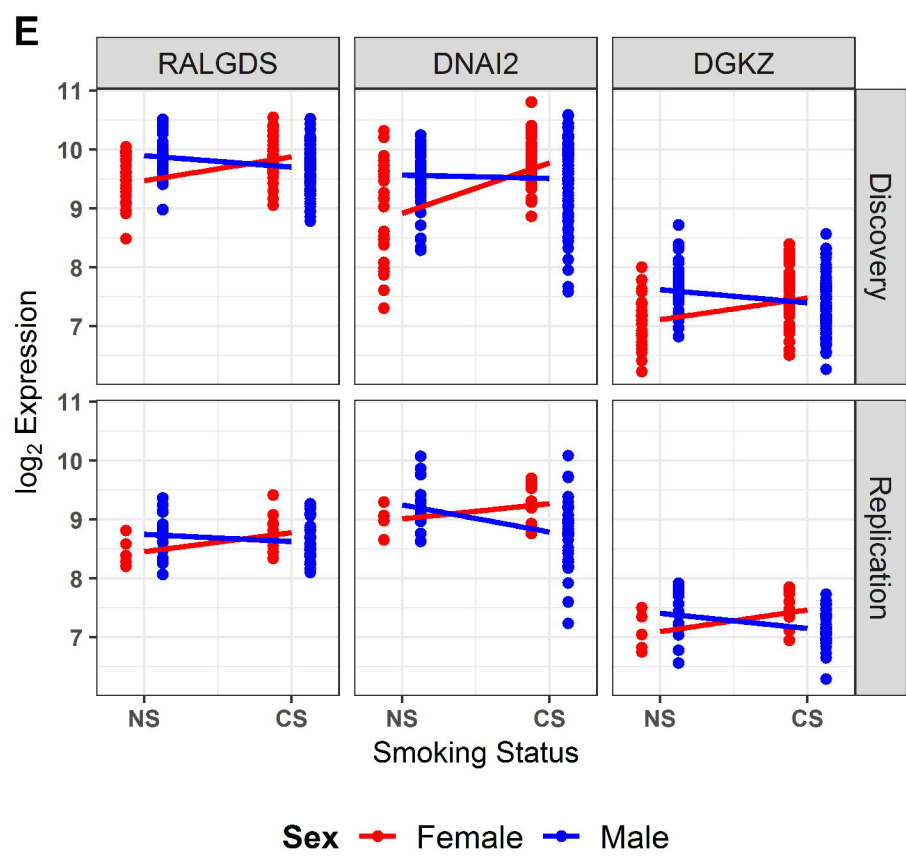 E
RALGDS DNAI2 DGKZ
11
10
9
8
7
Discovery
log2 Expression
11
10
9
8
7
Replication
NS CS NS CS NS CS
Smoking Status
Sex Female Male